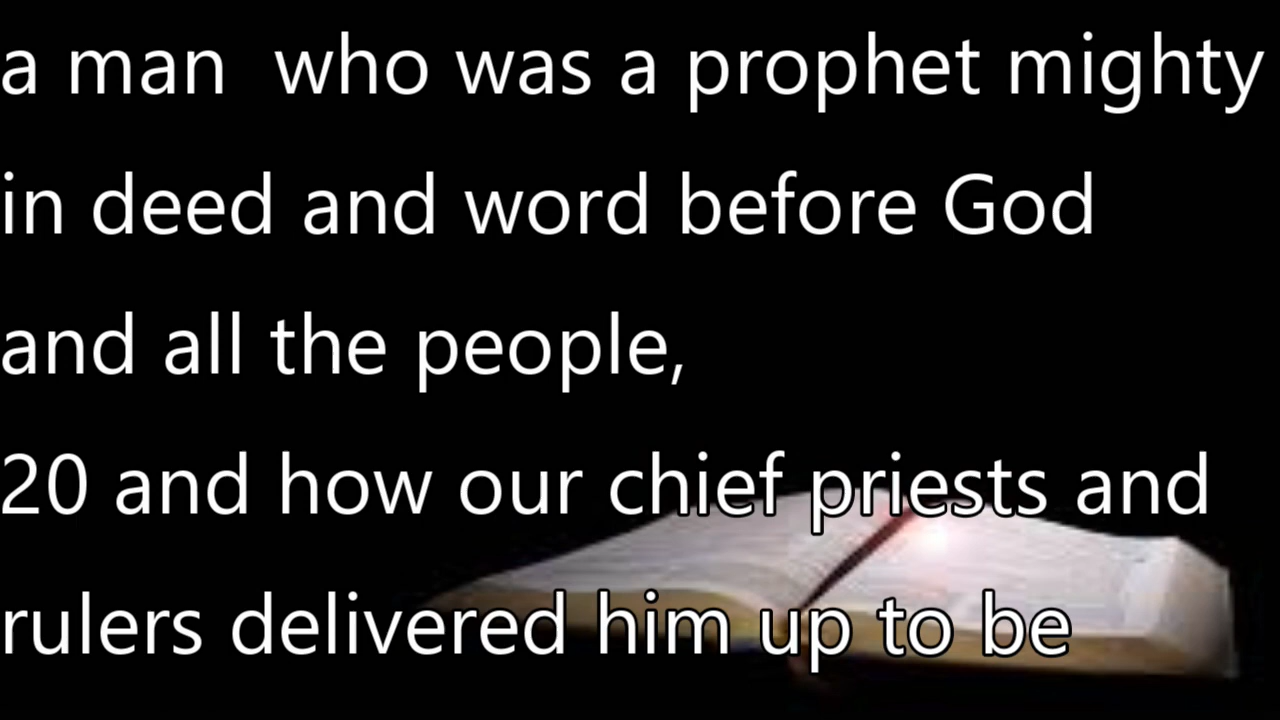 a man  who was a prophet mighty
in deed and word before God
and all the people,
20 and how our chief priests and
rulers delivered him up to be